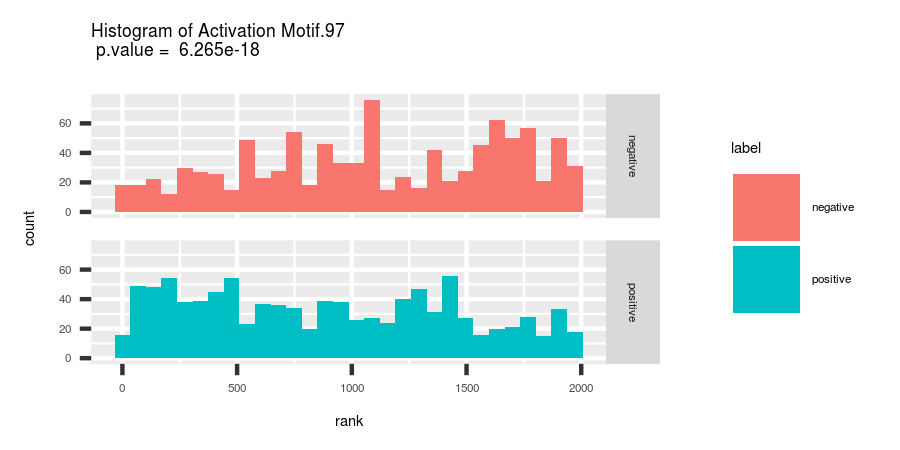 Histogram of Activation Motif.97
p.value = 6.265e-18
count
60
40
20
0
negative
60
40
20
0
positive
0 500 1000 1500 2000
rank
label
negative
positive